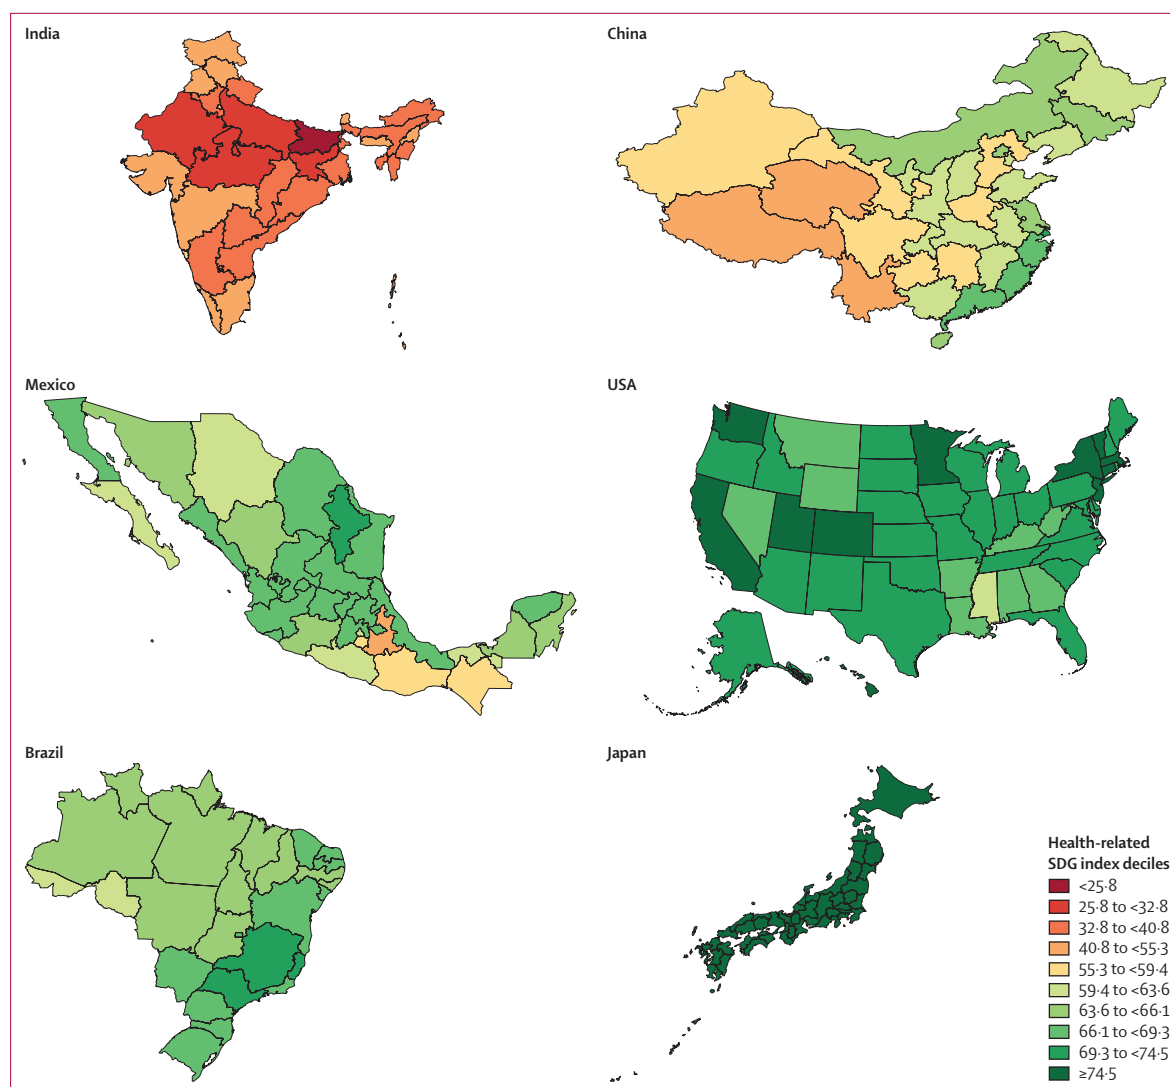 India
China
Mexico
USA
Brazil
Japan
Health-related
SDG index deciles
<25·8
25·8 to <32·8
32·8 to <40·8
40·8 to <55·3
55·3 to <59·4
59·4 to <63·6
63·6 to <66·1
66·1 to <69·3
69·3 to <74·5
≥74·5